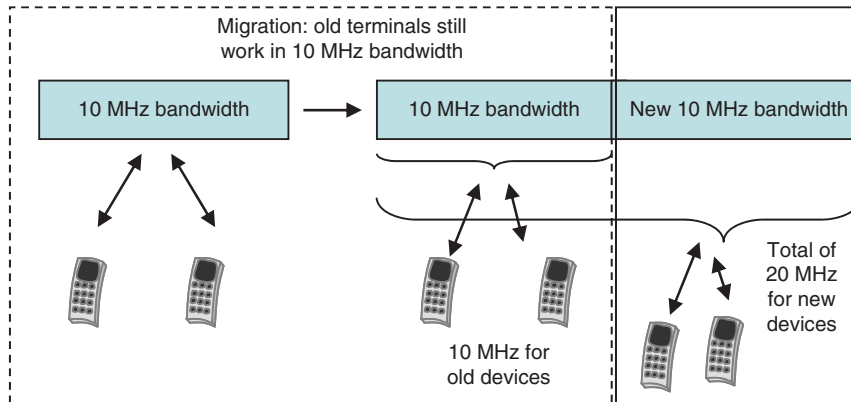 Migration: old terminals still
work in 10 MHz bandwidth
10 MHz bandwidth
10 MHz bandwidth
New 10 MHz bandwidth
Total of
20 MHz
for new
devices
10 MHz for
old devices